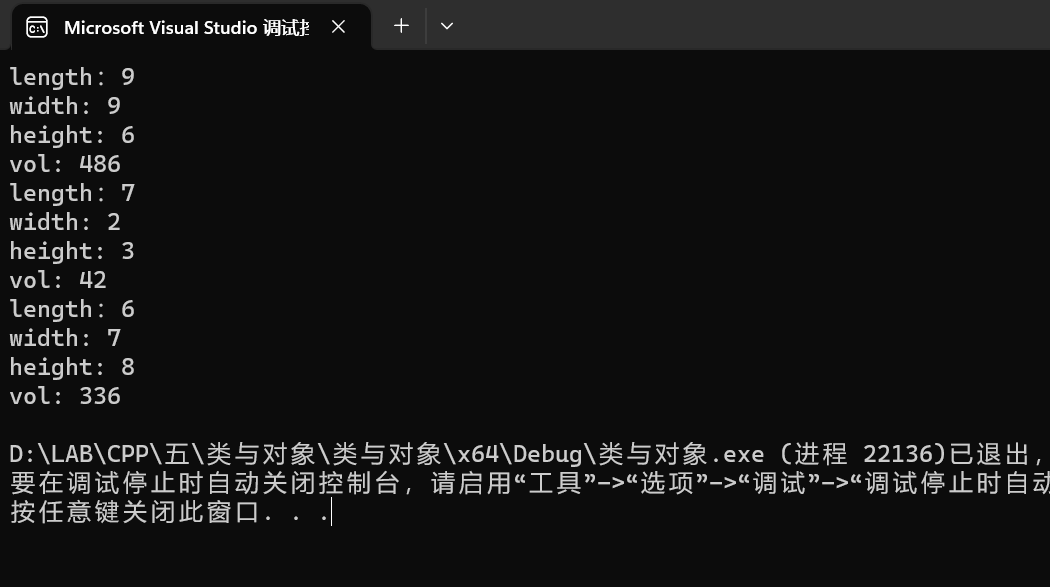 Microsoft Visual Studio 调试
length: 9
width: 9
height: 6
vol: 486
length: 7
width: 2
height: 3
vol: 42
length: 6
width: 7
height: 8
vol: 336
D:\LAB\CPP\五\类与对象\类与对象\x64\Debug\类与对象.exe (进程 22136)已退出，
要在调试停止时自动关闭控制台，请启用“工具”->“选项”->“调试”->“调试停止时自动
按任意键关闭此窗口. . .